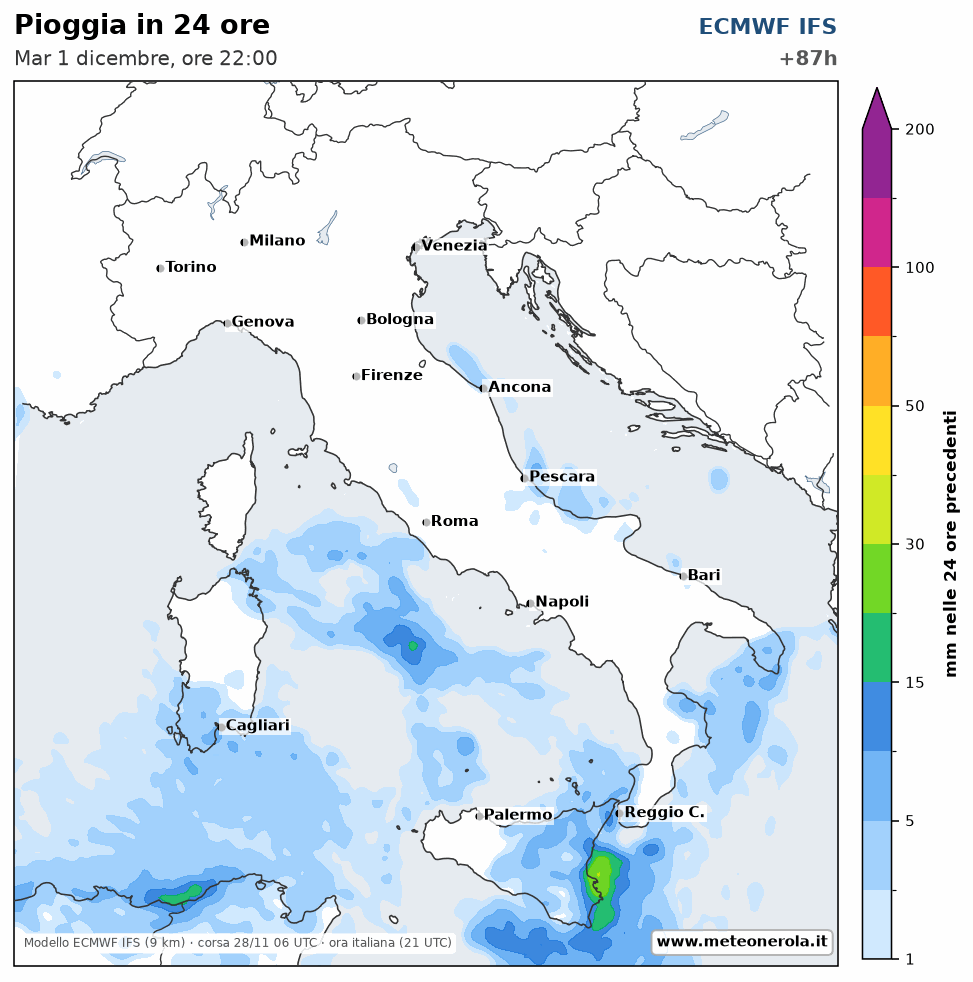 Pioggia in 24 ore
ECMWF IFS
Mar 1 dicembre, ore 22:00
+87h
Milano
Venezia
Torino
Genova
Bologna
Firenze
Ancona
Pescara
Roma
Bari
Napoli
Cagliari
Palermo
Reggio C.
Modello ECMWF IFS (9 km) · corsa 28/11 06 UTC · ora italiana (21 UTC)
www.meteonerola.it
200
100
50
30
15
5
1
mm nelle 24 ore precedenti